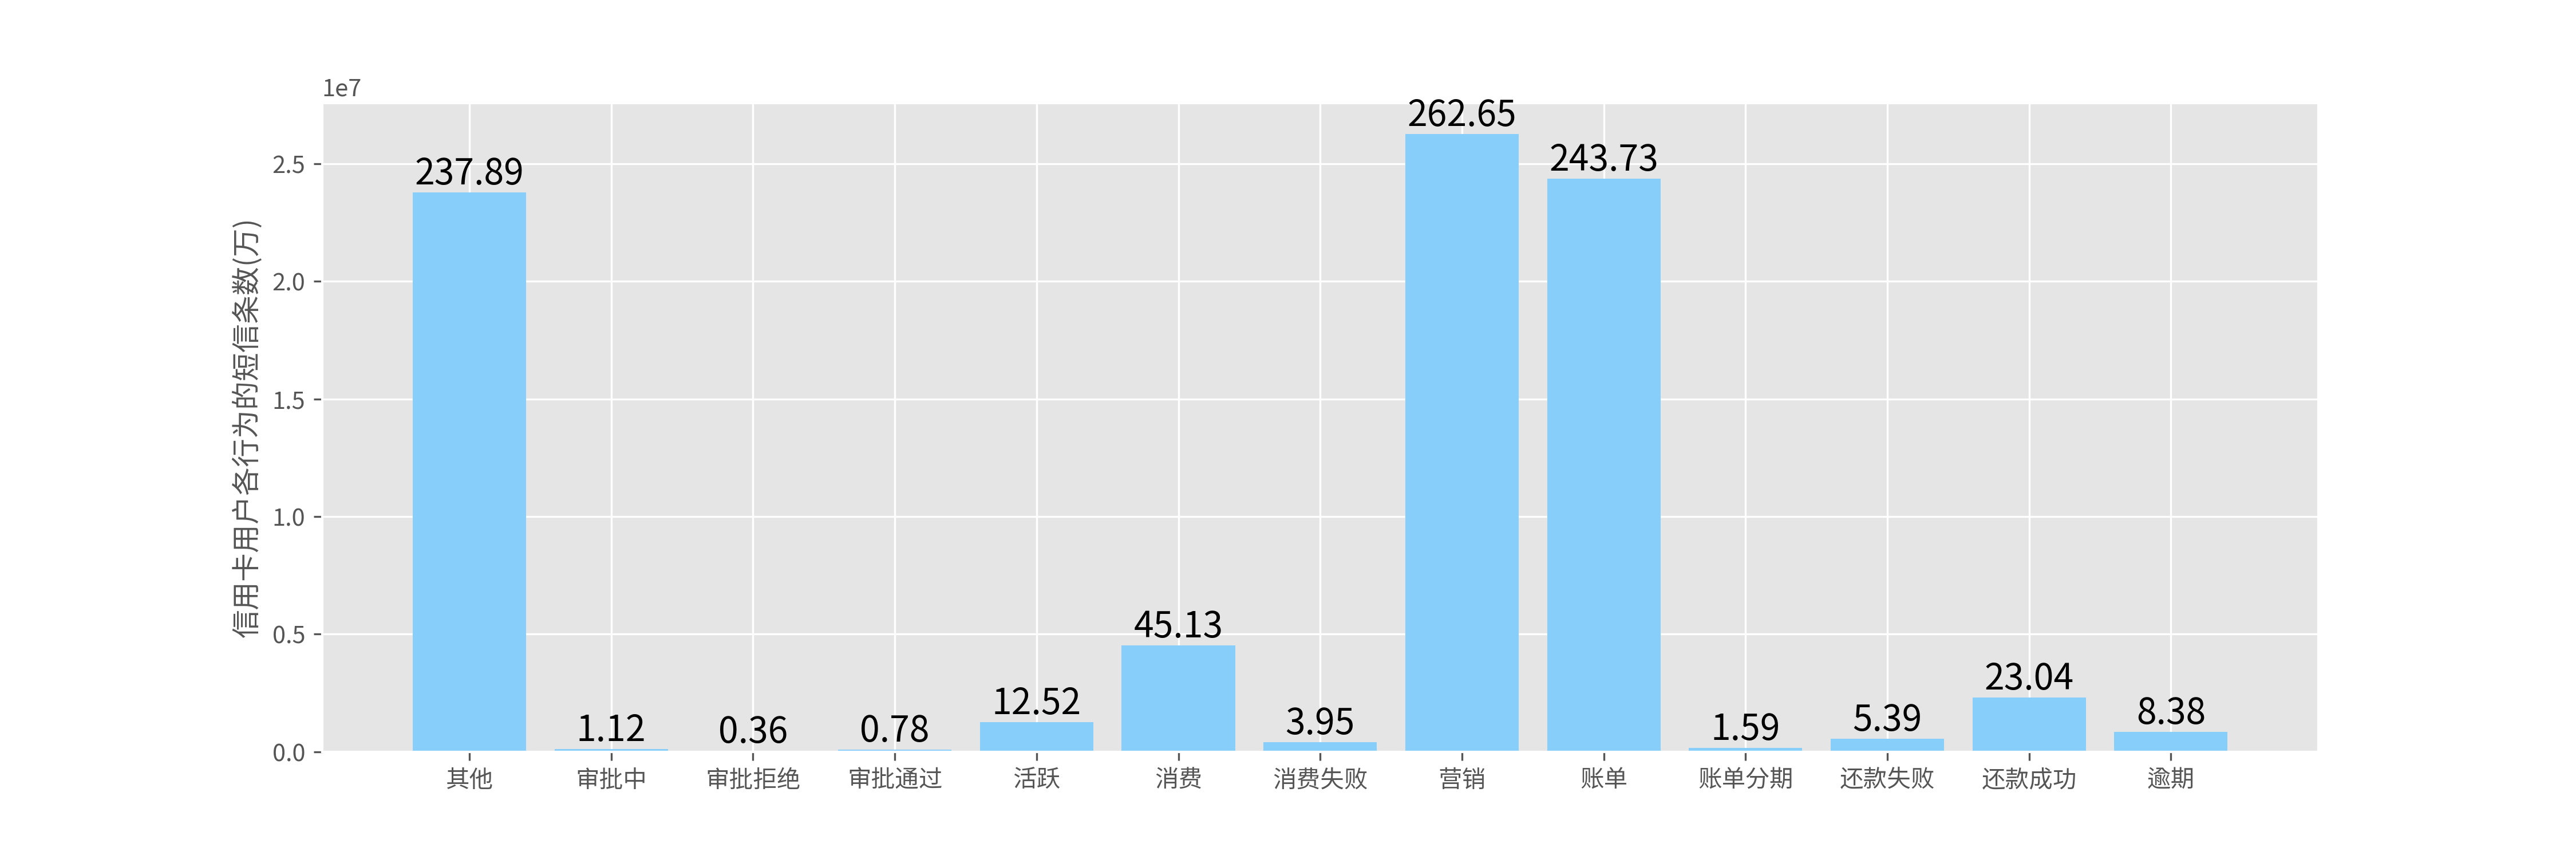 1e7
262.65
243.73
237.89
2.5
2.0
1.5
1.0
0.5
0.0
信用卡用户各行为的短信条数(万)
1.12
0.36
0.78
12.52
45.13
3.95
1.59
5.39
23.04
8.38
其他
审批中
审批拒绝
审批通过
活跃
消费
消费失败
营销
账单
账单分期
还款失败
还款成功
逾期